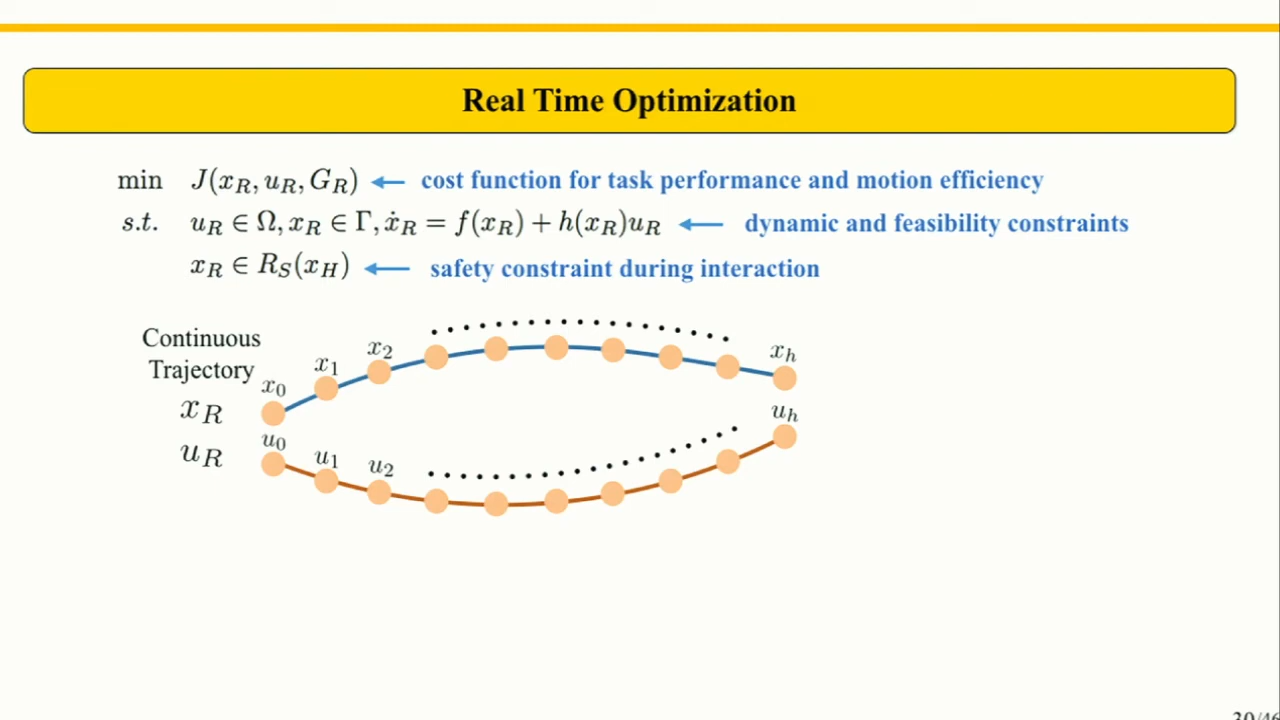 Real Time Optimization
min J(x_R, u_R, G_R) ← cost function for task performance and motion efficiency
s.t. u_R ∈ Ω, x_R ∈ Γ, ẋ_R = f(x_R) + h(x_R)u_R ← dynamic and feasibility constraints
x_R ∈ R_S(x_H) ← safety constraint during interaction
Continuous
Trajectory
x_0 x_1 x_2 x_h
x_R
u_0 u_1 u_2 u_h
u_R